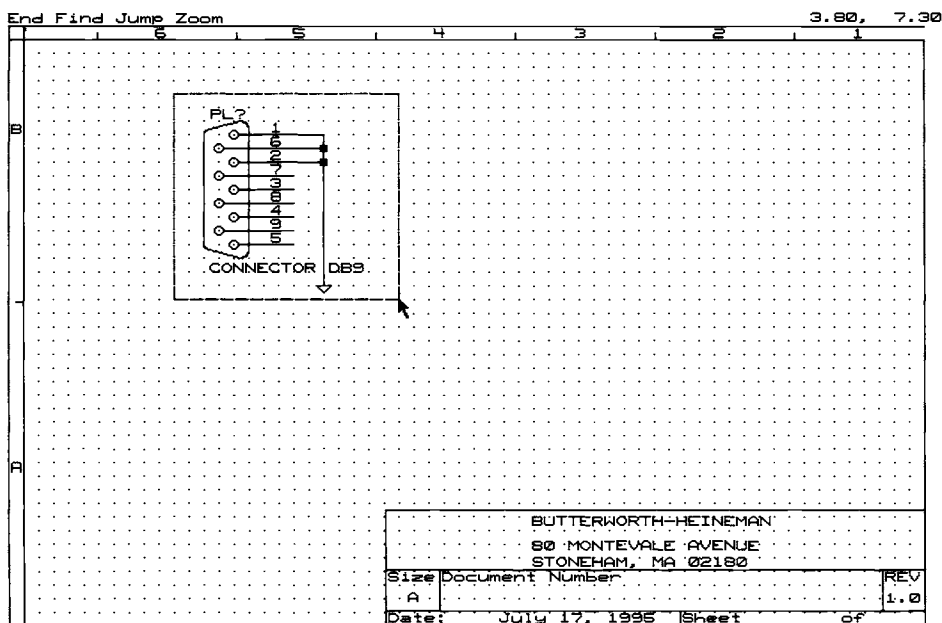 End Find Jump Zoom 3.80, 7.30
6 5 4 3 2 1
B
PL?
1
6
2
7
3
8
4
9
5
CONNECTOR DB9
A
BUTTERWORTH-HEINEMAN
80 MONTEVALE AVENUE
STONEHAM, MA 02180
Size Document Number REV
A 1.0
Date: July 17, 1995 Sheet of